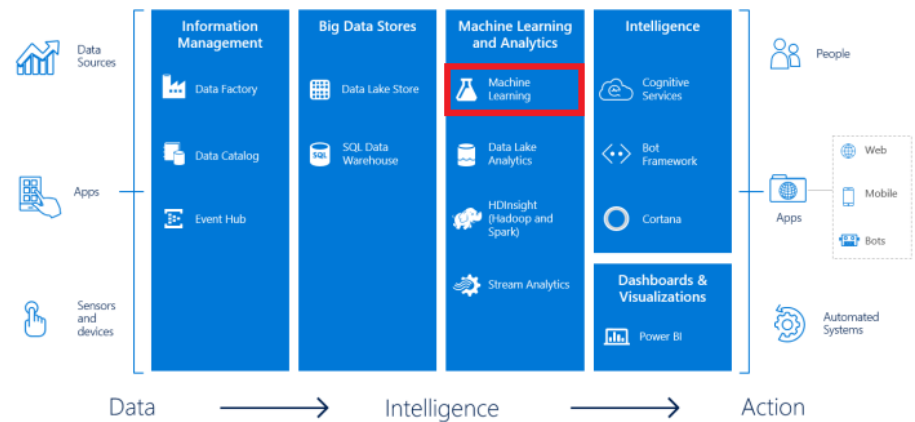 Data
Sources
Apps
Sensors
and
devices
Information
Management
Data Factory
Data Catalog
Event Hub
Big Data Stores
Data Lake Store
SQL
SQL Data
Warehouse
Machine Learning
and Analytics
Machine
Learning
Data Lake
Analytics
HDInsight
(Hadoop and
Spark)
Stream Analytics
Intelligence
Cognitive
Services
Bot
Framework
Cortana
Dashboards &
Visualizations
Power BI
People
Apps
Web
Mobile
Bots
Automated
Systems
Data
Intelligence
Action